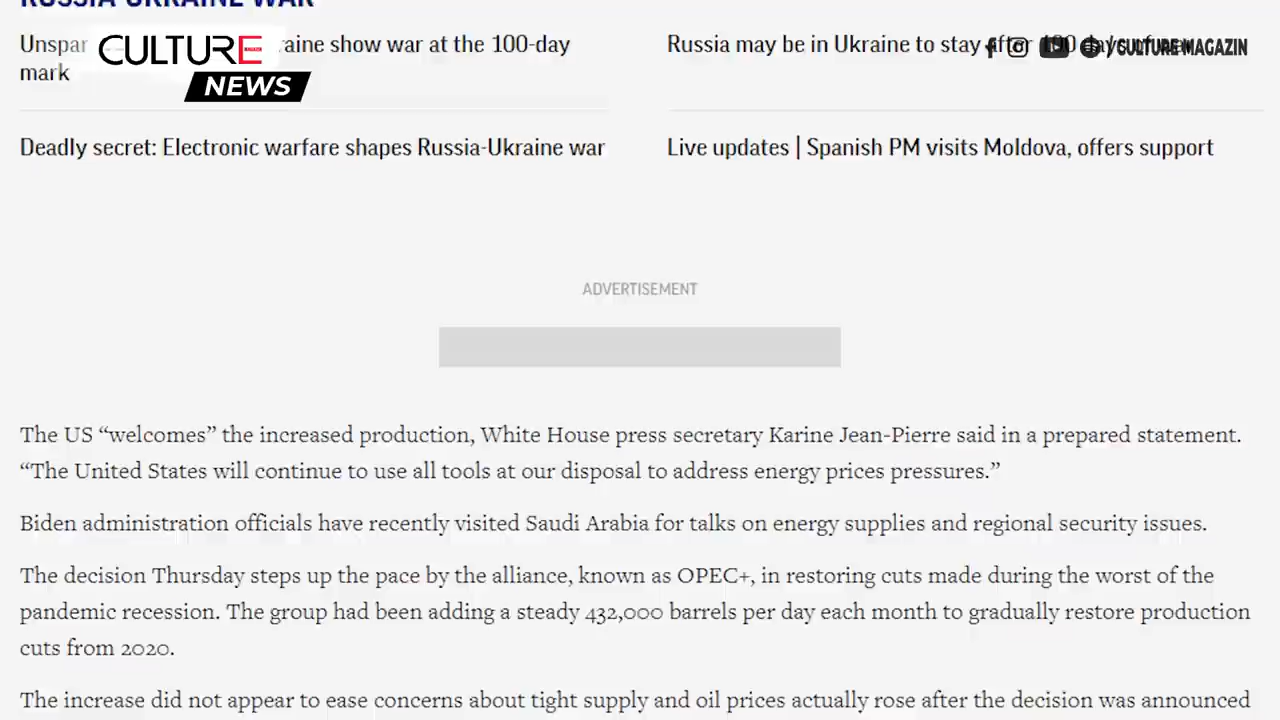 RUSSIA-UKRAINE WAR
Unspar raine show war at the 100-day
mark
CULTURE
NEWS
Russia may be in Ukraine to stay after 100 days of
/CULTURE MAGAZIN
Deadly secret: Electronic warfare shapes Russia-Ukraine war
Live updates | Spanish PM visits Moldova, offers support
ADVERTISEMENT
The US “welcomes” the increased production, White House press secretary Karine Jean-Pierre said in a prepared statement.
“The United States will continue to use all tools at our disposal to address energy prices pressures.”
Biden administration officials have recently visited Saudi Arabia for talks on energy supplies and regional security issues.
The decision Thursday steps up the pace by the alliance, known as OPEC+, in restoring cuts made during the worst of the
pandemic recession. The group had been adding a steady 432,000 barrels per day each month to gradually restore production
cuts from 2020.
The increase did not appear to ease concerns about tight supply and oil prices actually rose after the decision was announced